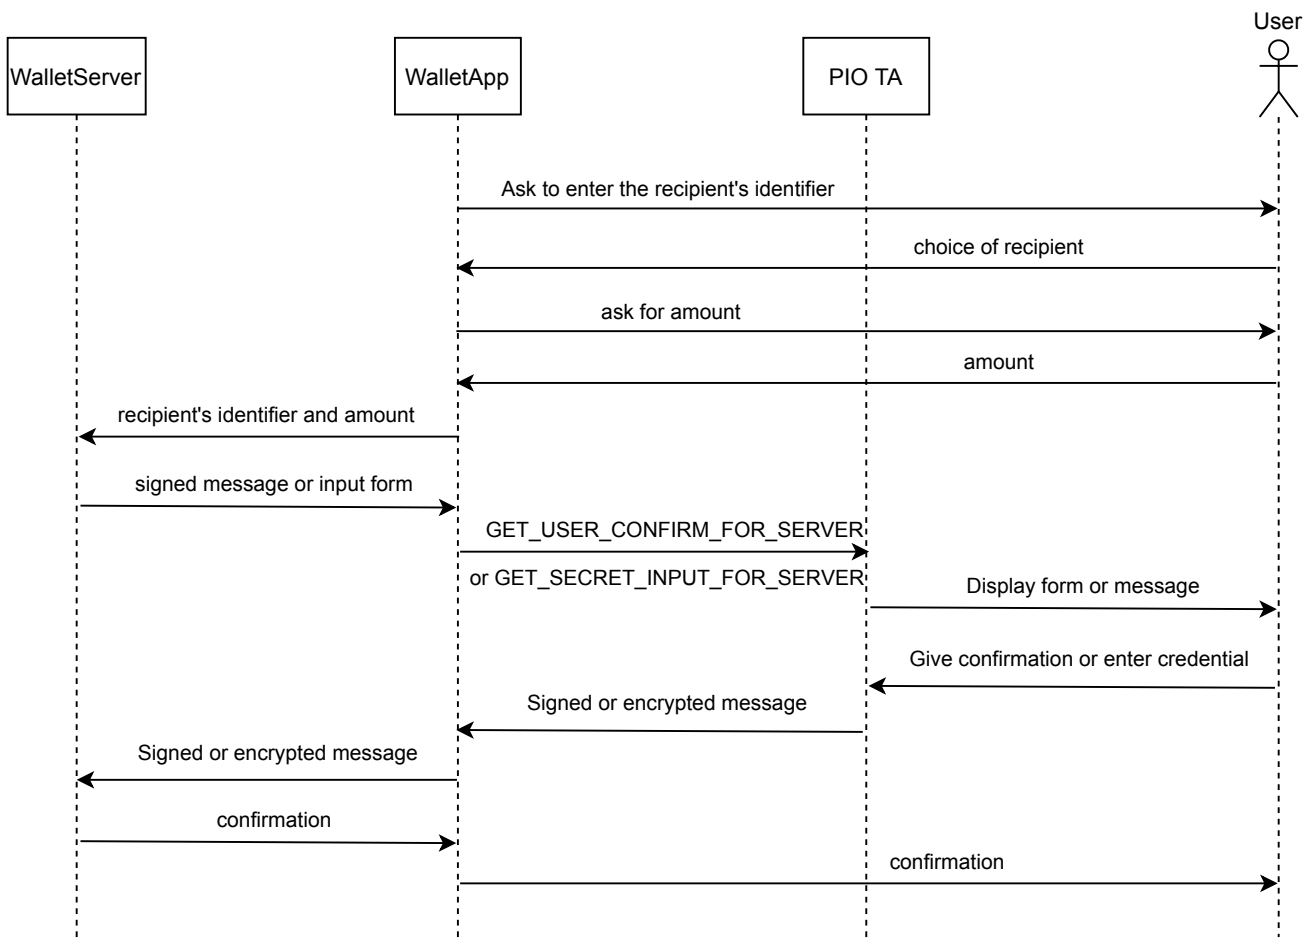 User
WalletServer
WalletApp
PIO TA
Ask to enter the recipient's identifier
choice of recipient
ask for amount
amount
recipient's identifier and amount
signed message or input form
GET_USER_CONFIRM_FOR_SERVER
or GET_SECRET_INPUT_FOR_SERVER
Display form or message
Give confirmation or enter credential
Signed or encrypted message
Signed or encrypted message
confirmation
confirmation